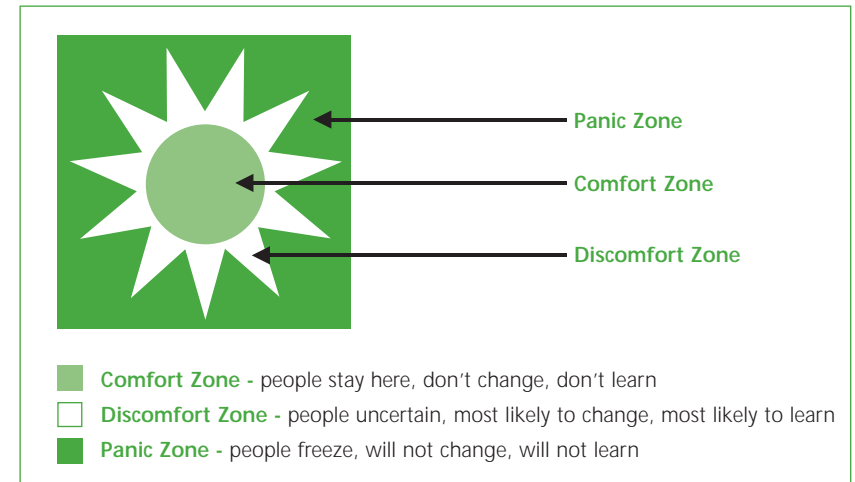 Panic Zone
Comfort Zone
Discomfort Zone
Comfort Zone - people stay here, don't change, don't learn
Discomfort Zone - people uncertain, most likely to change, most likely to learn
Panic Zone - people freeze, will not change, will not learn